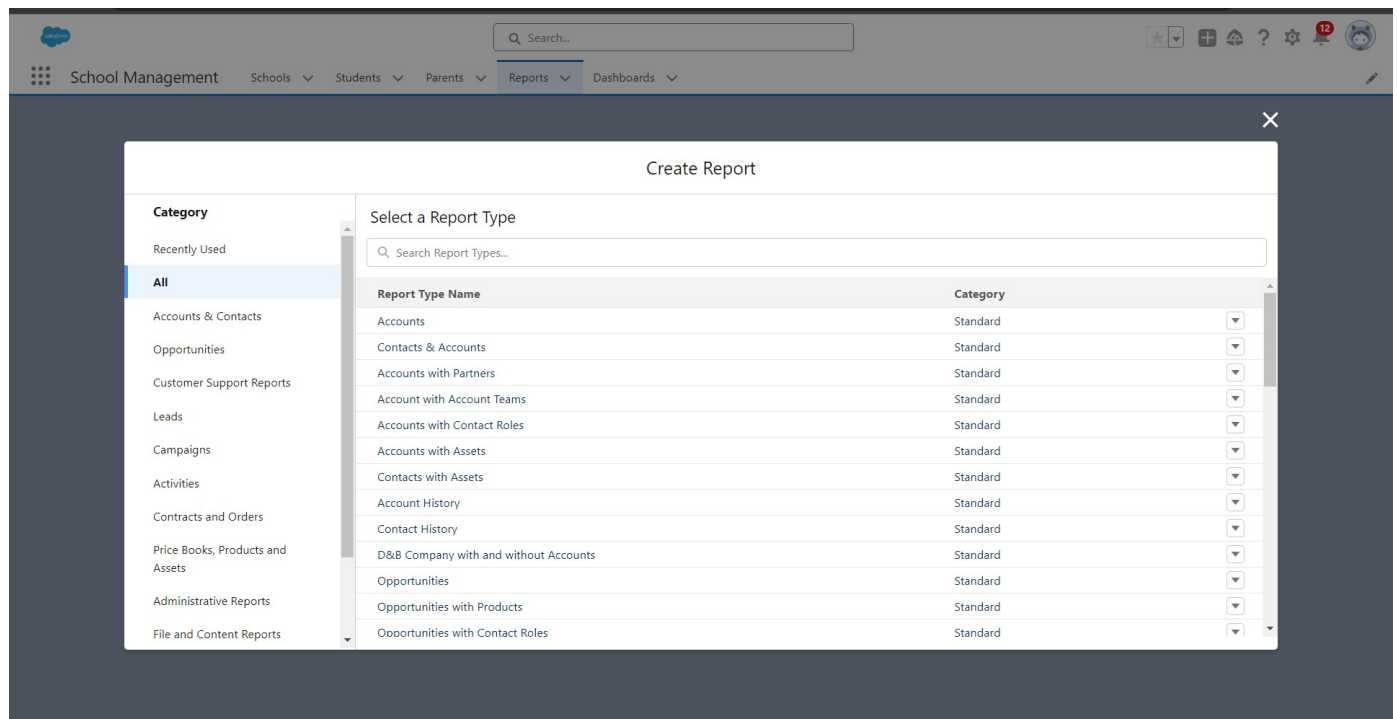 salesforce
Search...
12
School Management Schools Students Parents Reports Dashboards
Create Report
Category
Recently Used
All
Accounts & Contacts
Opportunities
Customer Support Reports
Leads
Campaigns
Activities
Contracts and Orders
Price Books, Products and
Assets
Administrative Reports
File and Content Reports
Select a Report Type
Search Report Types...
Report Type Name Category
Accounts Standard
Contacts & Accounts Standard
Accounts with Partners Standard
Account with Account Teams Standard
Accounts with Contact Roles Standard
Accounts with Assets Standard
Contacts with Assets Standard
Account History Standard
Contact History Standard
D&B Company with and without Accounts Standard
Opportunities Standard
Opportunities with Products Standard
Opportunities with Contact Roles Standard